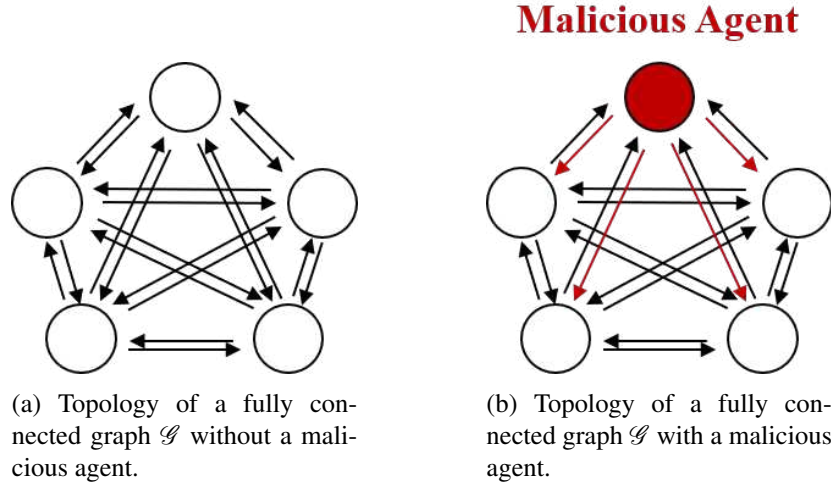 Malicious Agent
(a) Topology of a fully con-
nected graph 𝒢 without a mali-
cious agent.
(b) Topology of a fully con-
nected graph 𝒢 with a malicious
agent.